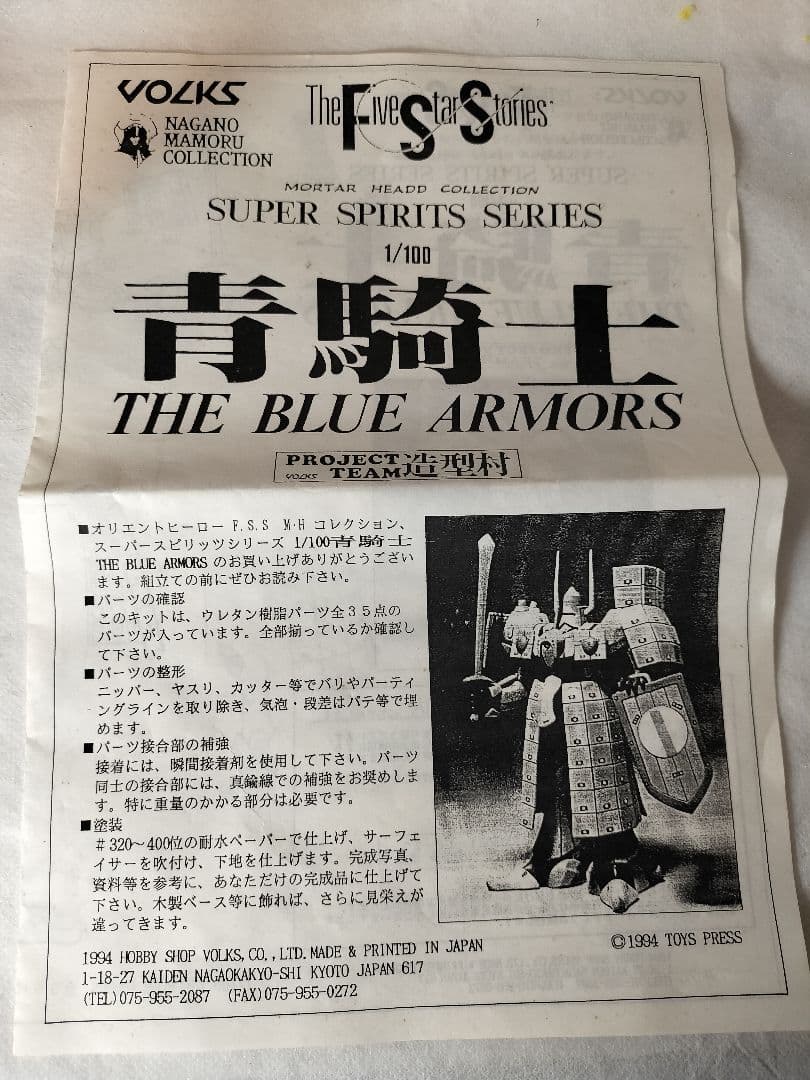 VOLKS
NAGANO
MAMORU
COLLECTION
The Five Star Stories
MORTAR HEADD COLLECTION
SUPER SPIRITS SERIES
1/100
青騎士
THE BLUE ARMORS
PROJECT
VOLKS TEAM 造型村
■オリエントヒーロー F.S.S M·H コレクション、
スーパースピリッツシリーズ 1/100青騎士
THE BLUE ARMORS のお買い上げありがとうござい
ます。組立ての前にぜひお読み下さい。
■パーツの確認
このキットは、ウレタン樹脂パーツ全35点の
パーツが入っています。全部揃っているか確認し
て下さい。
■パーツの整形
ニッパー、ヤスリ、カッター等でバリやパーティ
ングラインを取り除き、気泡・段差はパテ等で埋
めます。
■パーツ接合部の補強
接着には、瞬間接着剤を使用して下さい。パーツ
同士の接合部には、真鍮線での補強をお奨めしま
す。特に重量のかかる部分は必要です。
■塗装
#320~400位の耐水ペーパーで仕上げ、サーフェ
イサーを吹付け、下地を仕上げます。完成写真、
資料等を参考に、あなただけの完成品に仕上げて
下さい。木製ベース等に飾れば、さらに見栄えが
違ってきます。
1994 HOBBY SHOP VOLKS,CO.,LTD.MADE & PRINTED IN JAPAN
©1994 TOYS PRESS
1-18-27 KAIDEN NAGAOKAKYO-SHI KYOTO JAPAN 617
(TEL)075-955-2087 (FAX)075-955-0272